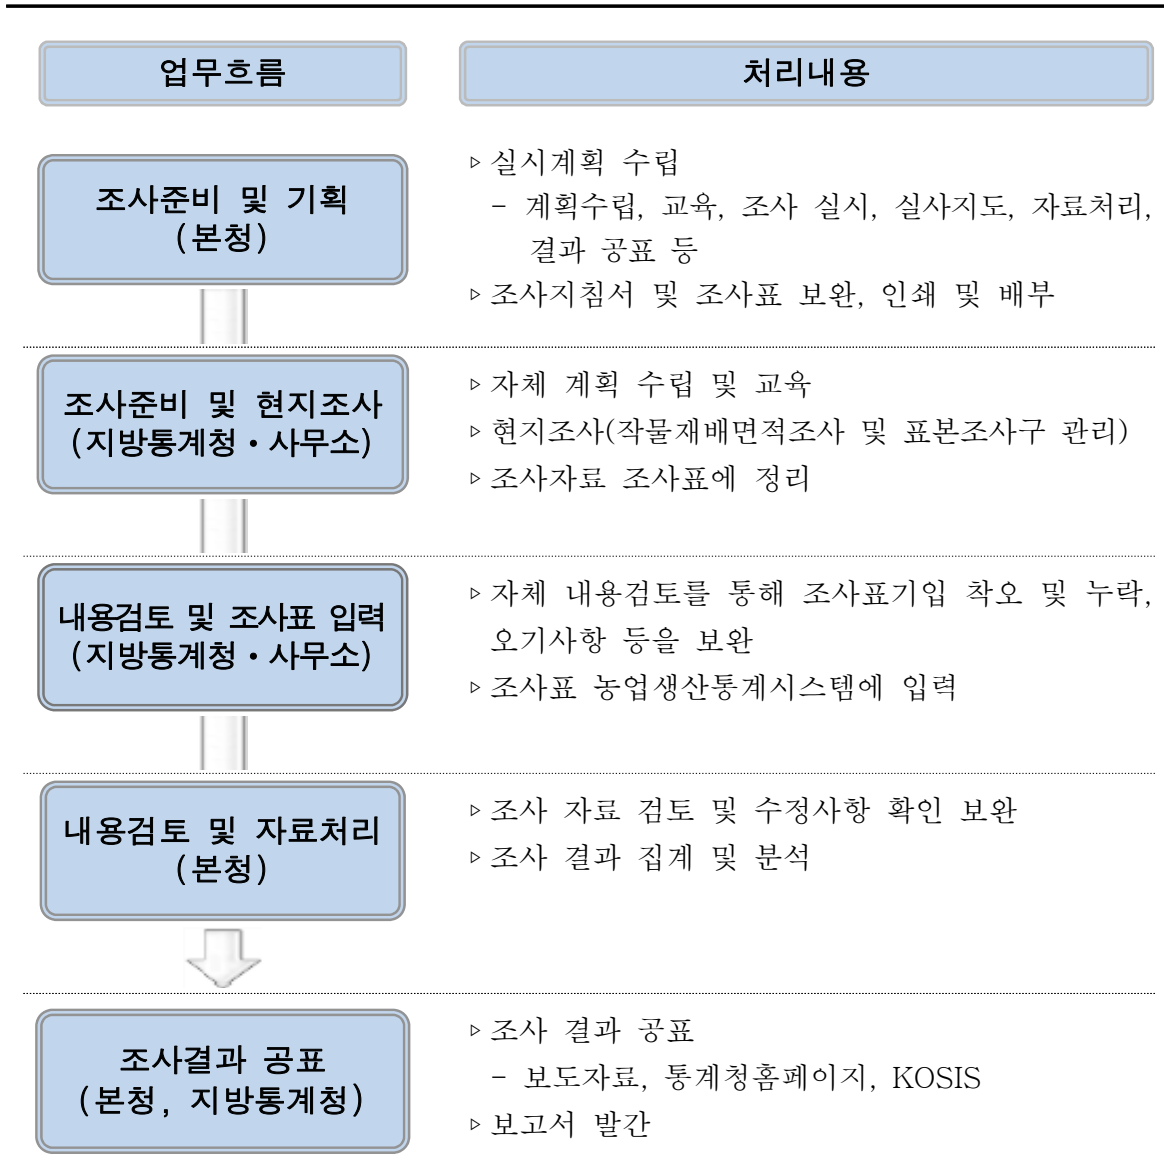 업무흐름
처리내용
조사준비 및 기획
(본청)
▹실시계획 수립
- 계획수립, 교육, 조사 실시, 실사지도, 자료처리,
결과 공표 등
▹조사지침서 및 조사표 보완, 인쇄 및 배부
조사준비 및 현지조사
(지방통계청·사무소)
▹자체 계획 수립 및 교육
▹현지조사(작물재배면적조사 및 표본조사구 관리)
▹조사자료 조사표에 정리
내용검토 및 조사표 입력
(지방통계청·사무소)
▹자체 내용검토를 통해 조사표기입 착오 및 누락,
오기사항 등을 보완
▹조사표 농업생산통계시스템에 입력
내용검토 및 자료처리
(본청)
▹조사 자료 검토 및 수정사항 확인 보완
▹조사 결과 집계 및 분석
조사결과 공표
(본청, 지방통계청)
▹조사 결과 공표
- 보도자료, 통계청홈페이지, KOSIS
▹보고서 발간